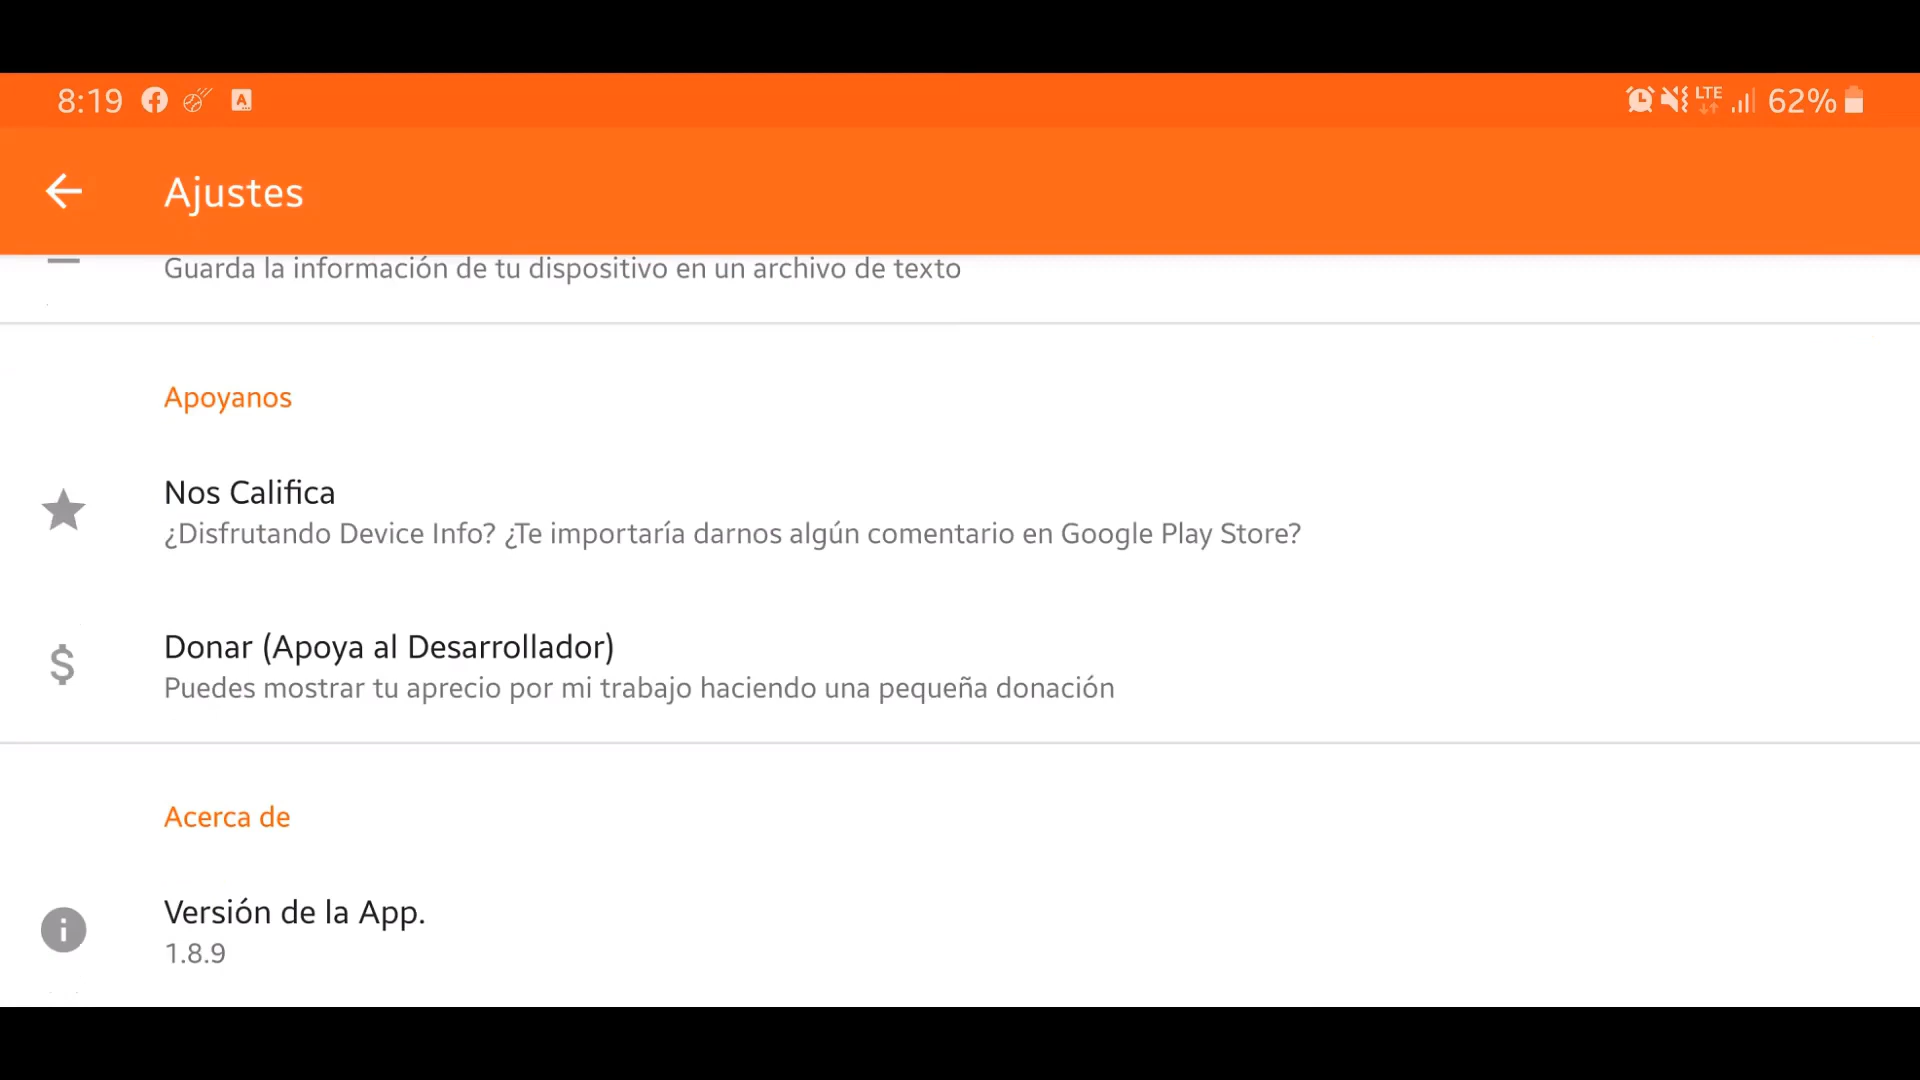 8:19 LTE 62%
Ajustes
Guarda la información de tu dispositivo en un archivo de texto
Apoyanos
Nos Califica
¿Disfrutando Device Info? ¿Te importaría darnos algún comentario en Google Play Store?
Donar (Apoya al Desarrollador)
Puedes mostrar tu aprecio por mi trabajo haciendo una pequeña donación
Acerca de
Versión de la App.
1.8.9